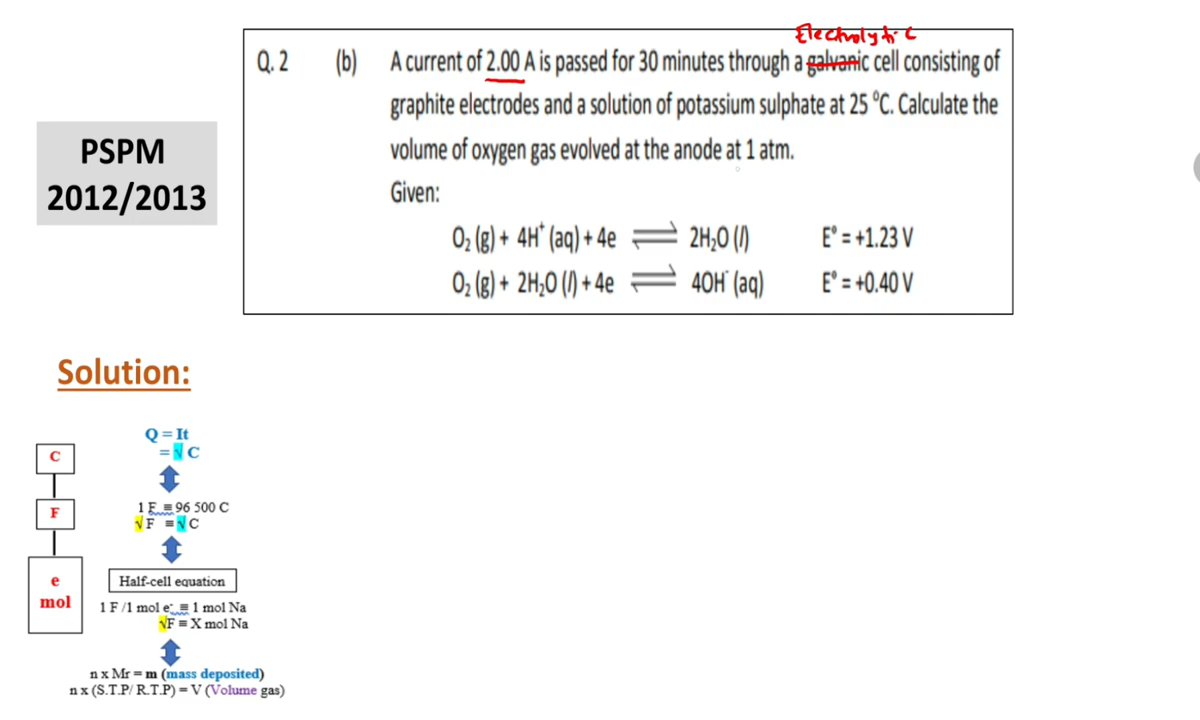 Electrolytic
Q. 2 (b) A current of 2.00 A is passed for 30 minutes through a galvanic cell consisting of
graphite electrodes and a solution of potassium sulphate at 25 °C. Calculate the
volume of oxygen gas evolved at the anode at 1 atm.
Given:
O₂ (g) + 4H⁺ (aq) + 4e ⇌ 2H₂O (l) E° = +1.23 V
O₂ (g) + 2H₂O (l) + 4e ⇌ 4OH⁻ (aq) E° = +0.40 V
PSPM
2012/2013
Solution:
Q = It
= √ C
C
1 F ≡ 96 500 C
√ F ≡ √ C
F
Half-cell equation
e
mol
1 F /1 mol e⁻ ≡ 1 mol Na
√F ≡ X mol Na
n x Mr = m (mass deposited)
n x (S.T.P/ R.T.P) = V (Volume gas)